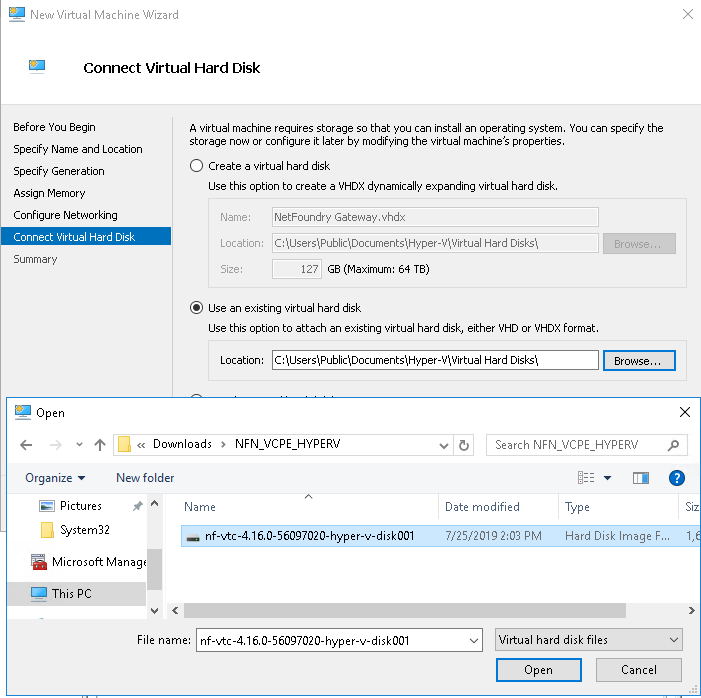 New Virtual Machine Wizard
Connect Virtual Hard Disk
Before You Begin
Specify Name and Location
Specify Generation
Assign Memory
Configure Networking
Connect Virtual Hard Disk
Summary
A virtual machine requires storage so that you can install an operating system. You can specify the
storage now or configure it later by modifying the virtual machine's properties.
Create a virtual hard disk
Use this option to create a VHDX dynamically expanding virtual hard disk.
Name: NetFoundry Gateway.vhdx
Location: C:\Users\Public\Documents\Hyper-V\Virtual Hard Disks\ Browse...
Size: 127 GB (Maximum: 64 TB)
Use an existing virtual hard disk
Use this option to attach an existing virtual hard disk, either VHD or VHDX format.
Location: C:\Users\Public\Documents\Hyper-V\Virtual Hard Disks\ Browse...
Open
« Downloads > NFN_VCPE_HYPERV Search NFN_VCPE_HYPERV
Organize New folder ?
Pictures
System32
Microsoft Manage
This PC
Name Date modified Type Siz
nf-vtc-4.16.0-56097020-hyper-v-disk001 7/25/2019 2:03 PM Hard Disk Image F... 1,6
File name: nf-vtc-4.16.0-56097020-hyper-v-disk001 Virtual hard disk files
Open Cancel